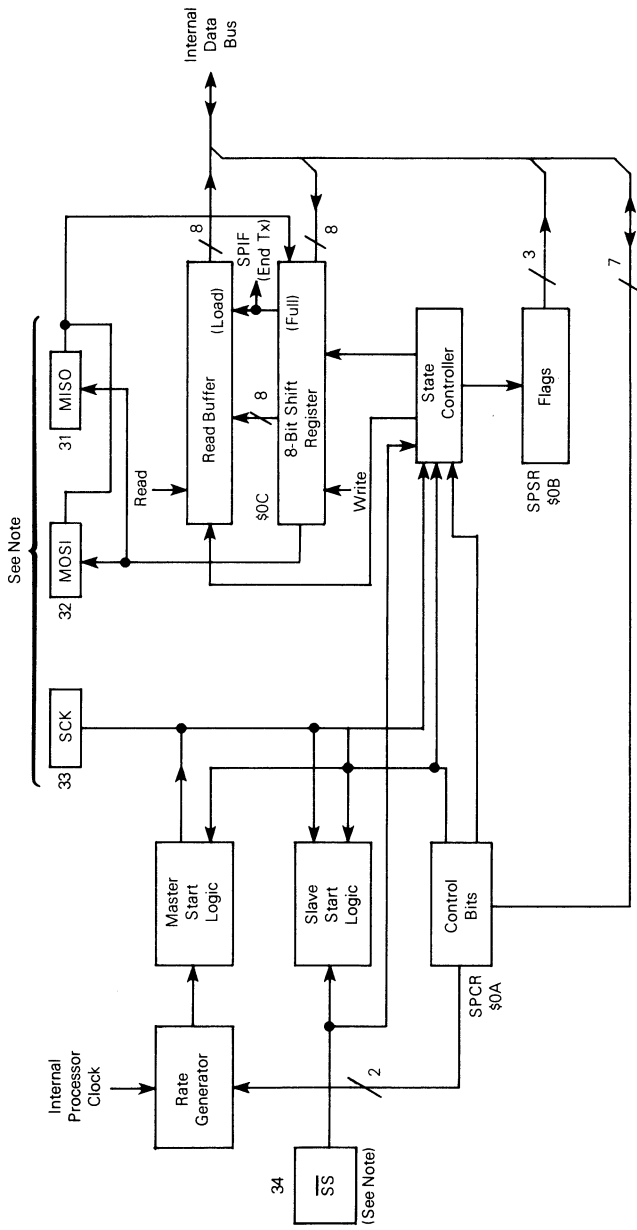 See Note
33
SCK
32
MOSI
31
MISO
Internal
Data
Bus
Internal
Processor
Clock
Rate
Generator
Master
Start
Logic
Read
Read Buffer
(Load)
8
8
SPIF
(End Tx)
$0C
8-Bit Shift
Register
(Full)
8
Write
34
SS
(See Note)
Slave
Start
Logic
State
Controller
2
Control
Bits
SPCR
$0A
Flags
SPSR
$0B
3
7